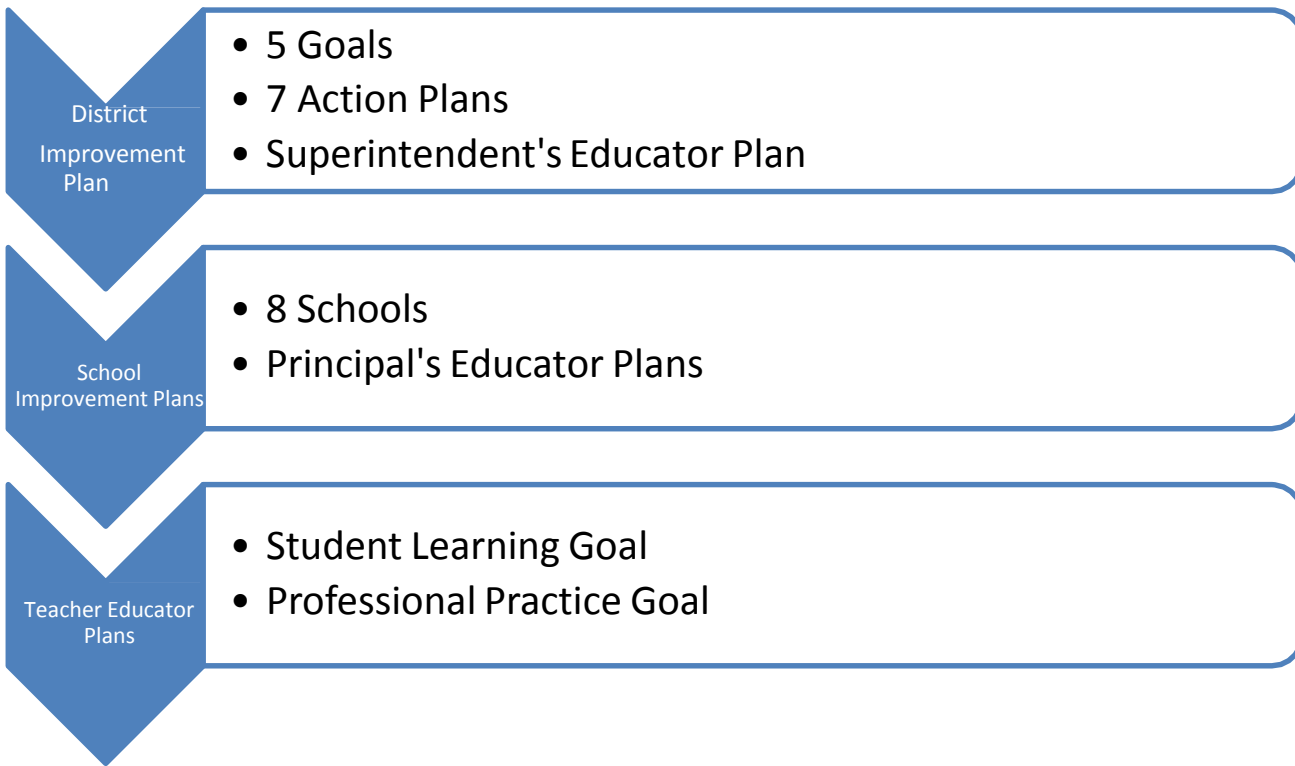 District
Improvement
Plan
• 5 Goals
• 7 Action Plans
• Superintendent's Educator Plan
School
Improvement Plans
• 8 Schools
• Principal's Educator Plans
Teacher Educator
Plans
• Student Learning Goal
• Professional Practice Goal